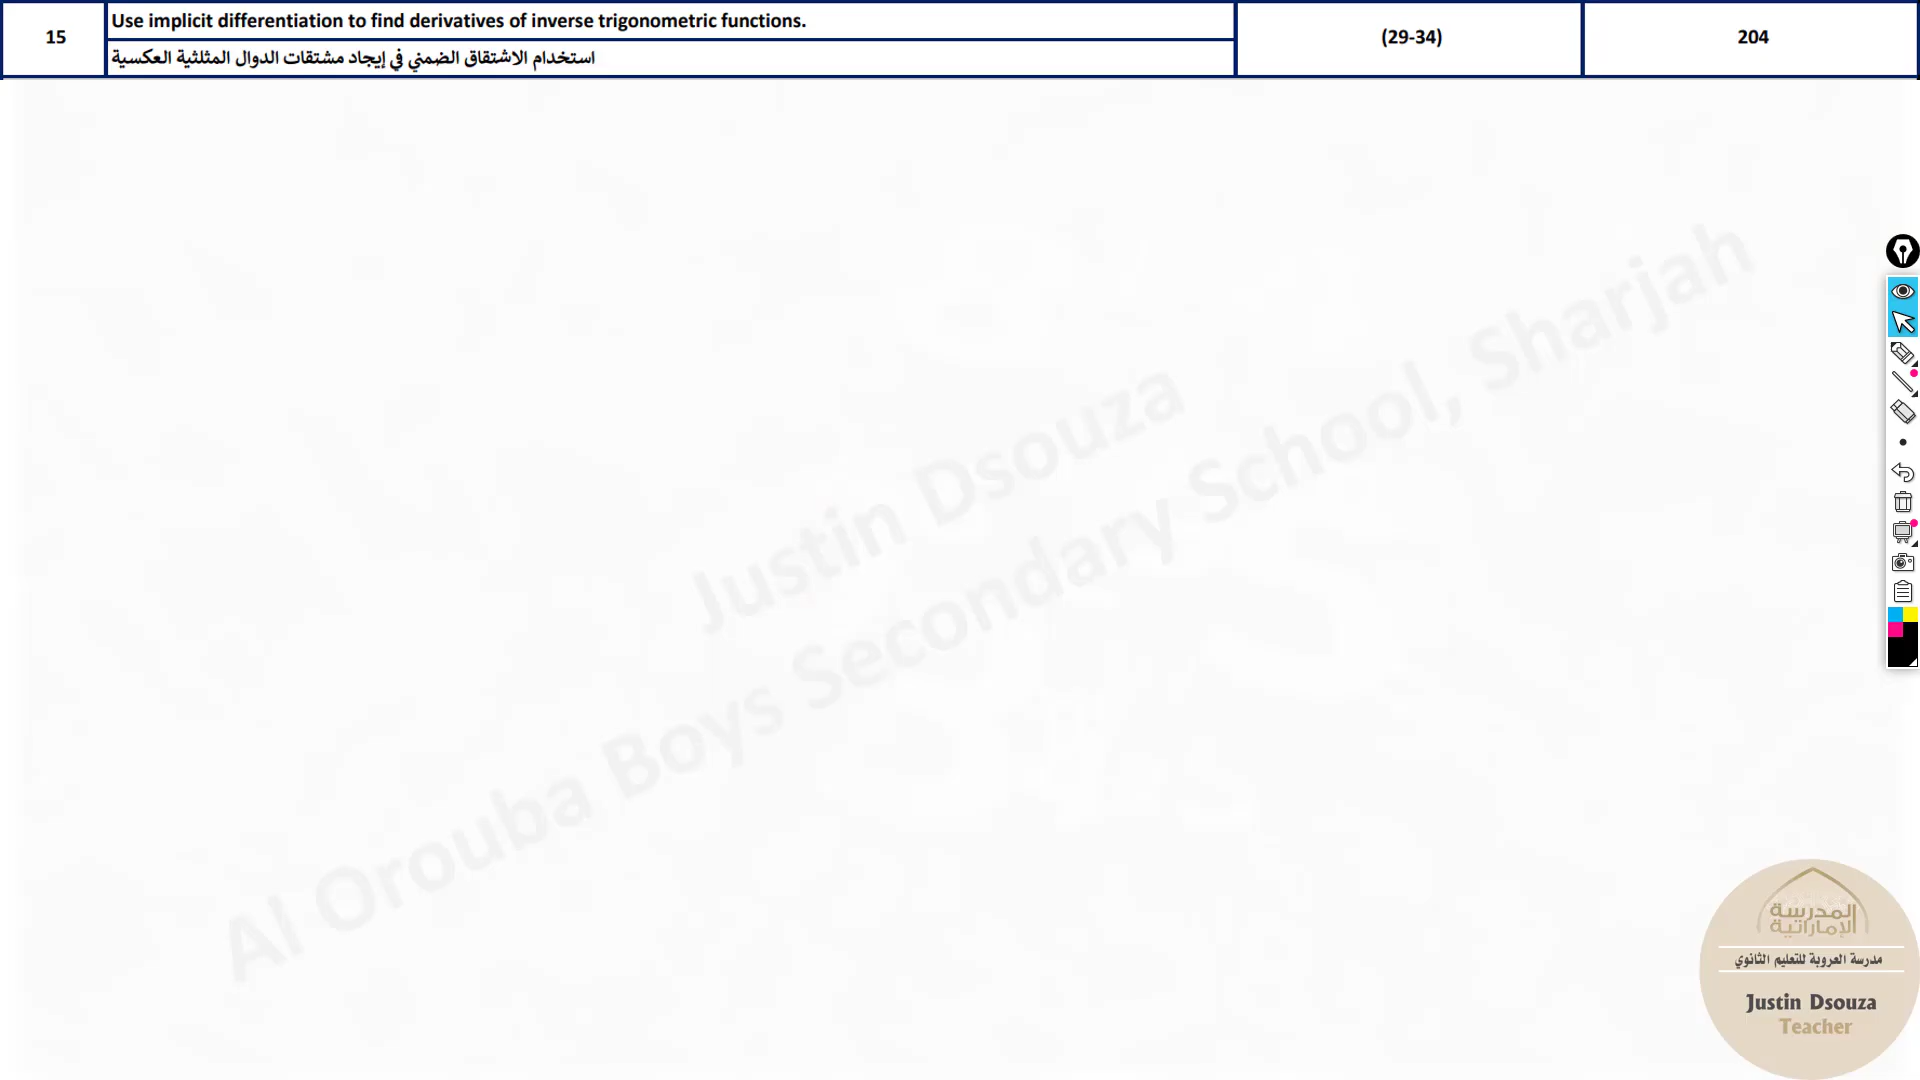 15
Use implicit differentiation to find derivatives of inverse trigonometric functions.
استخدام الاشتقاق الضمني في إيجاد مشتقات الدوال المثلثية العكسية
(29-34)
204
Justin Dsouza
Al Orouba Boys Secondary School, Sharjah
المدرسة
الإماراتية
مدرسة العروبة للتعليم الثانوي
Justin Dsouza
Teacher